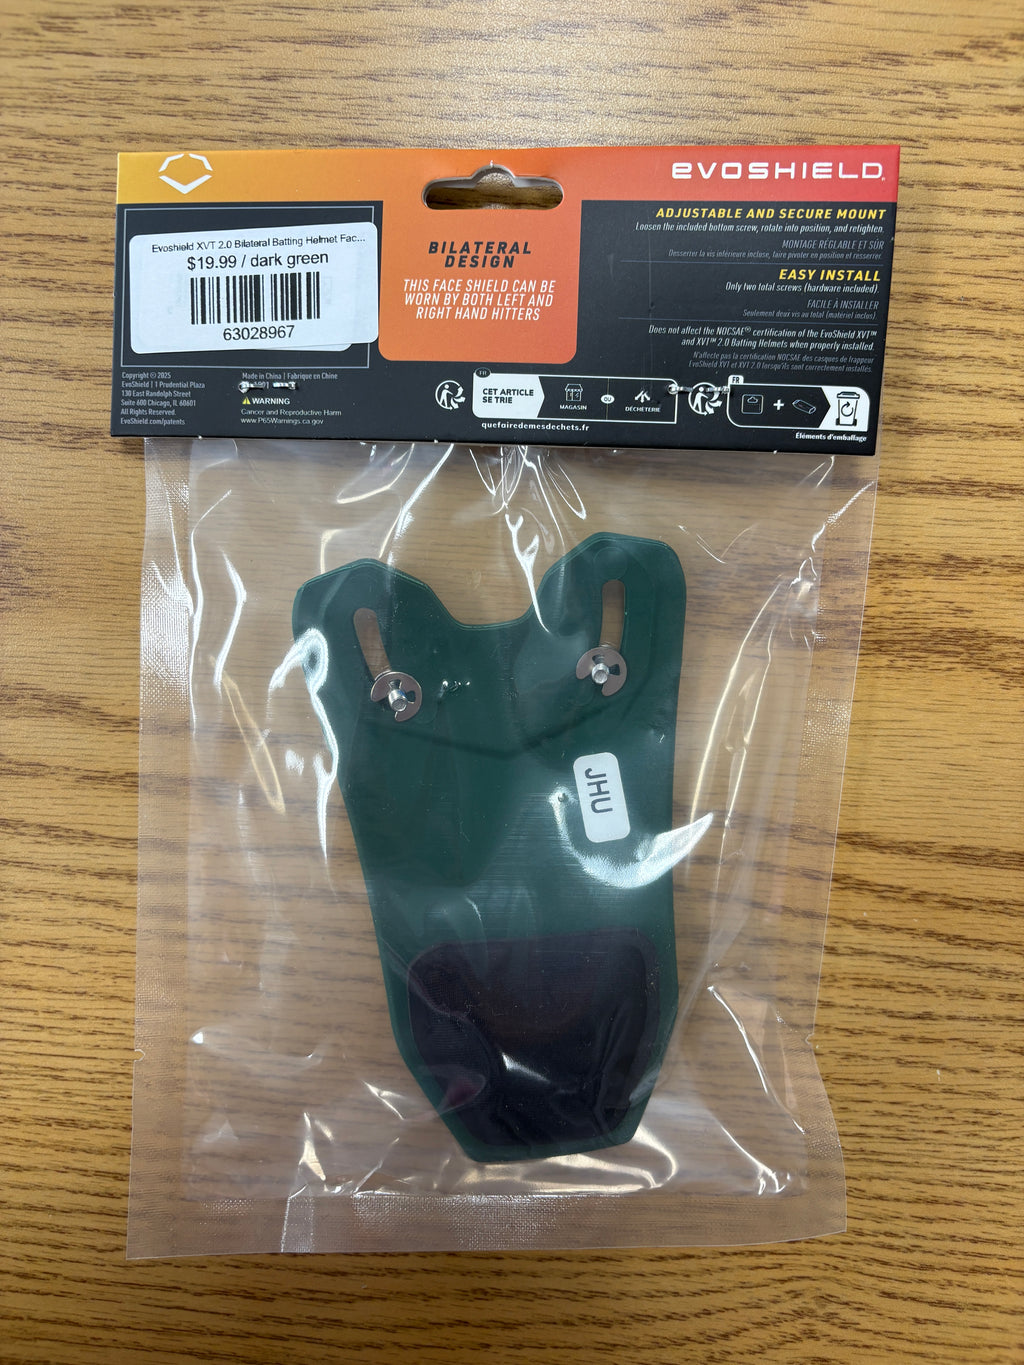 EVOSHIELD
Evoshield XVT 2.0 Bilateral Batting Helmet Fac...
$19.99 / dark green
63028967
BILATERAL
DESIGN
THIS FACE SHIELD CAN BE
WORN BY BOTH LEFT AND
RIGHT HAND HITTERS
ADJUSTABLE AND SECURE MOUNT
Loosen the included bottom screw, rotate into position, and retighten.
MONTAGE RÉGLABLE ET SÛR
Desserrer la vis inférieure incluse, faire pivoter en position et resserrer.
EASY INSTALL
Only two total screws (hardware included).
FACILE À INSTALLER
Seulement deux vis au total (matériel inclus).
Does not affect the NOCSAE® certification of the EvoShield XVT™
and XVT™ 2.0 Batting Helmets when properly installed.
N'affecte pas la certification NOCSAE des casques de frappeur
EvoShield XVT et XVT 2.0 lorsqu'ils sont correctement installés.
Copyright © 2025
EvoShield | 1 Prudential Plaza
130 East Randolph Street
Suite 600 Chicago, IL 60601
All Rights Reserved.
EvoShield.com/patents
Made in China | Fabrique en Chine
⚠WARNING
Cancer and Reproductive Harm
www.P65Warnings.ca.gov
FR
CET ARTICLE
SE TRIE
MAGASIN
OU
DÉCHÈTERIE
quefairedemesdechets.fr
FR
+
Éléments d'emballage
JHU